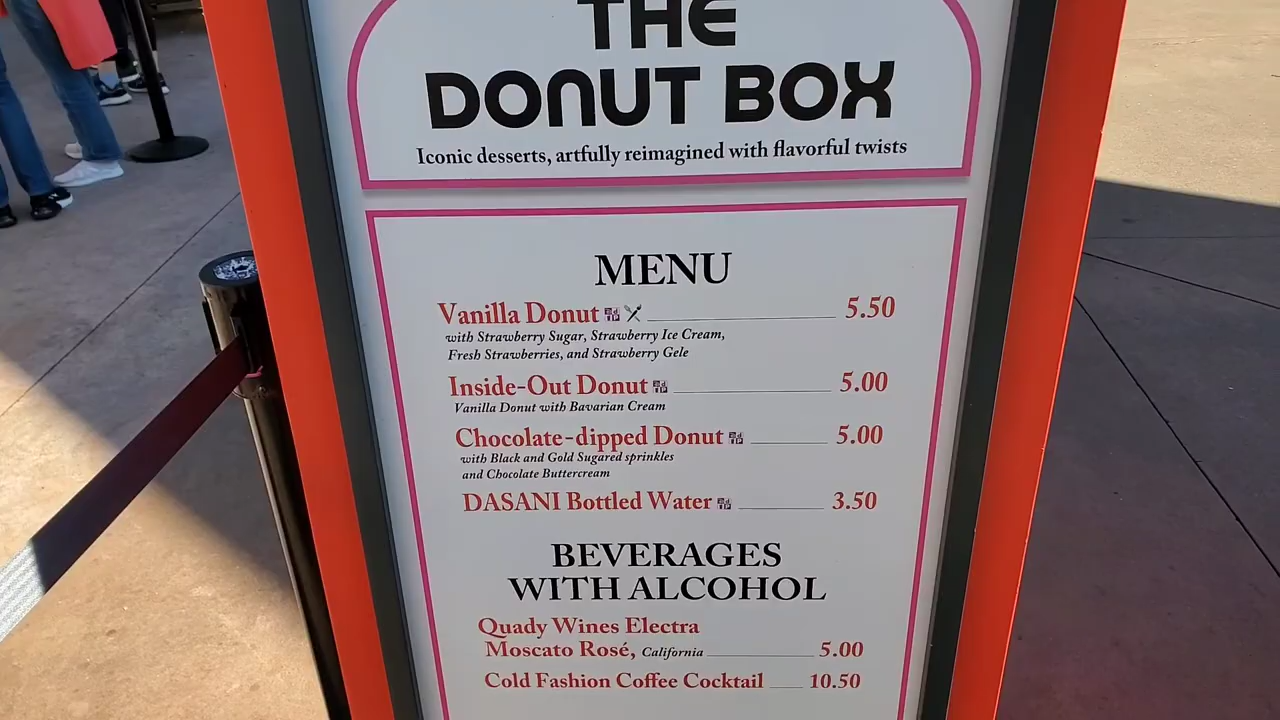 THE
DONUT BOX
Iconic desserts, artfully reimagined with flavorful twists
MENU
Vanilla Donut 5.50
with Strawberry Sugar, Strawberry Ice Cream,
Fresh Strawberries, and Strawberry Gele
Inside-Out Donut 5.00
Vanilla Donut with Bavarian Cream
Chocolate-dipped Donut 5.00
with Black and Gold Sugared sprinkles
and Chocolate Buttercream
DASANI Bottled Water 3.50
BEVERAGES
WITH ALCOHOL
Quady Wines Electra
Moscato Rosé, California 5.00
Cold Fashion Coffee Cocktail 10.50